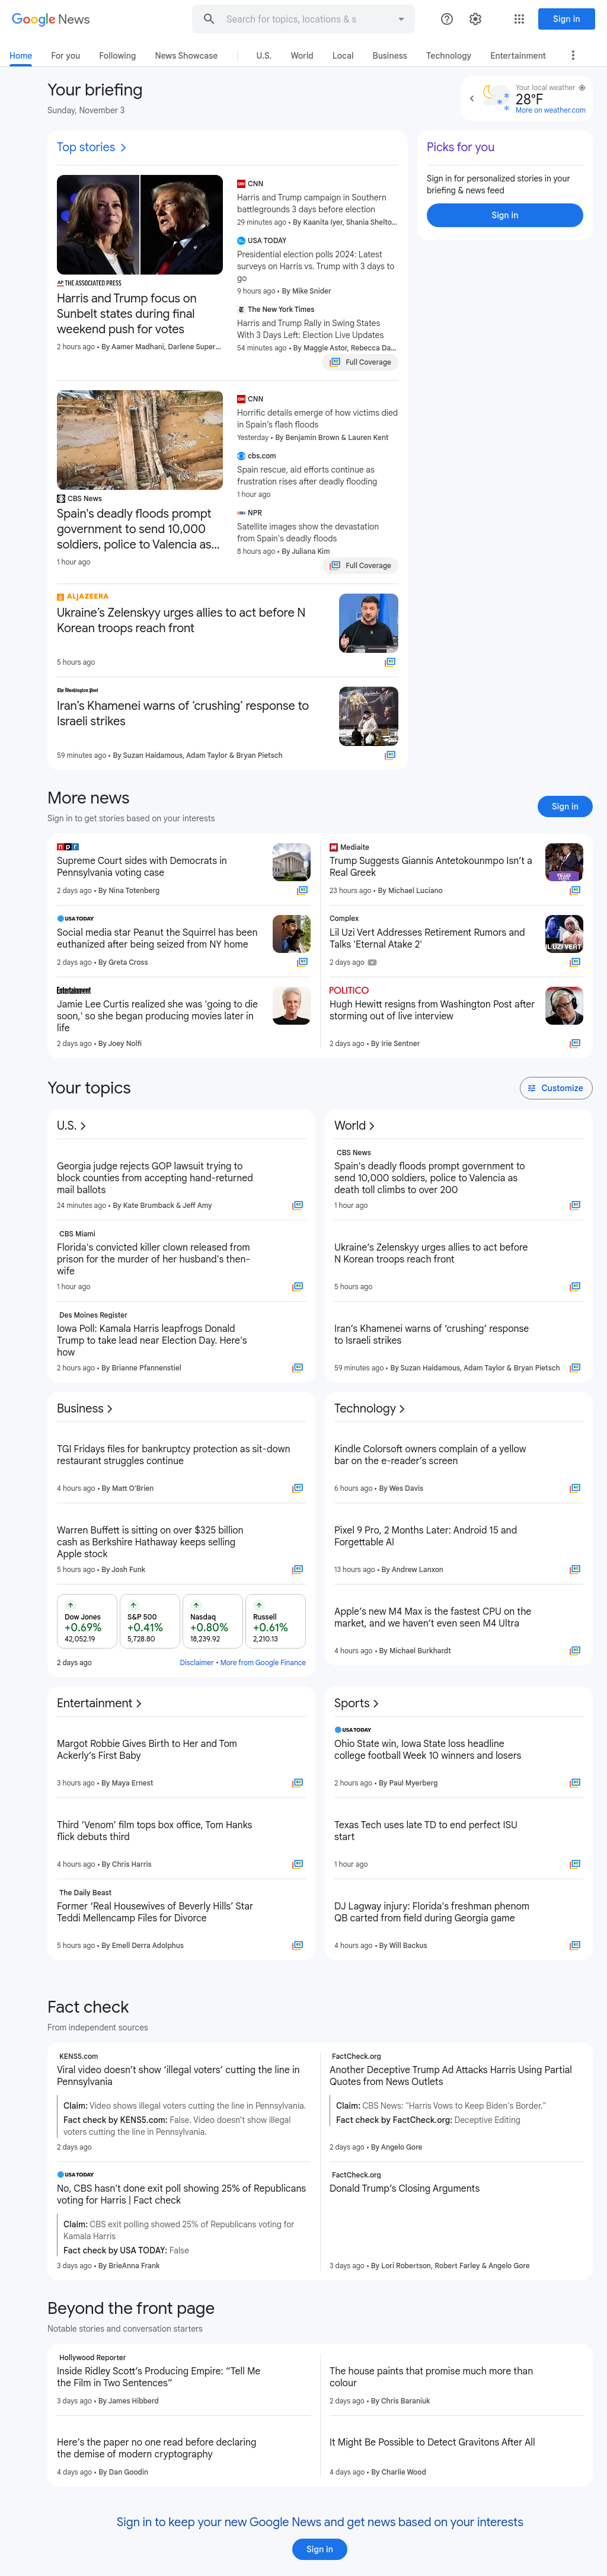 Google News
Search for topics, locations & s
Sign in
Home
For you
Following
News Showcase
U.S.
World
Local
Business
Technology
Entertainment
Your briefing
Sunday, November 3
Your local weather
28°F
More on weather.com
Top stories
Picks for you
Sign in for personalized stories in your
briefing & news feed
Sign in
THE ASSOCIATED PRESS
Harris and Trump focus on
Sunbelt states during final
weekend push for votes
2 hours ago • By Aamer Madhani, Darlene Super...
CNN
Harris and Trump campaign in Southern
battlegrounds 3 days before election
29 minutes ago • By Kaanita Iyer, Shania Shelto...
USA TODAY
Presidential election polls 2024: Latest
surveys on Harris vs. Trump with 3 days to
go
9 hours ago • By Mike Snider
The New York Times
Harris and Trump Rally in Swing States
With 3 Days Left: Election Live Updates
54 minutes ago • By Maggie Astor, Rebecca Da...
Full Coverage
CBS News
Spain's deadly floods prompt
government to send 10,000
soldiers, police to Valencia as...
1 hour ago
CNN
Horrific details emerge of how victims died
in Spain's flash floods
Yesterday • By Benjamin Brown & Lauren Kent
cbs.com
Spain rescue, aid efforts continue as
frustration rises after deadly flooding
1 hour ago
NPR
Satellite images show the devastation
from Spain's deadly floods
8 hours ago • By Juliana Kim
Full Coverage
ALJAZEERA
Ukraine's Zelenskyy urges allies to act before N
Korean troops reach front
5 hours ago
The Washington Post
Iran's Khamenei warns of 'crushing' response to
Israeli strikes
59 minutes ago • By Suzan Haidamous, Adam Taylor & Bryan Pietsch
More news
Sign in to get stories based on your interests
Sign in
npr
Supreme Court sides with Democrats in
Pennsylvania voting case
2 days ago • By Nina Totenberg
Mediaite
Trump Suggests Giannis Antetokounmpo Isn't a
Real Greek
23 hours ago • By Michael Luciano
USA TODAY
Social media star Peanut the Squirrel has been
euthanized after being seized from NY home
2 days ago • By Greta Cross
Complex
Lil Uzi Vert Addresses Retirement Rumors and
Talks 'Eternal Atake 2'
2 days ago
LIL UZI VERT
Entertainment
Jamie Lee Curtis realized she was 'going to die
soon,' so she began producing movies later in
life
2 days ago • By Joey Nolfi
POLITICO
Hugh Hewitt resigns from Washington Post after
storming out of live interview
2 days ago • By Irie Sentner
Your topics
Customize
U.S.
Georgia judge rejects GOP lawsuit trying to
block counties from accepting hand-returned
mail ballots
24 minutes ago • By Kate Brumback & Jeff Amy
CBS Miami
Florida's convicted killer clown released from
prison for the murder of her husband's then-
wife
1 hour ago
Des Moines Register
Iowa Poll: Kamala Harris leapfrogs Donald
Trump to take lead near Election Day. Here's
how
2 hours ago • By Brianne Pfannenstiel
World
CBS News
Spain's deadly floods prompt government to
send 10,000 soldiers, police to Valencia as
death toll climbs to over 200
1 hour ago
Ukraine's Zelenskyy urges allies to act before
N Korean troops reach front
5 hours ago
Iran's Khamenei warns of 'crushing' response
to Israeli strikes
59 minutes ago • By Suzan Haidamous, Adam Taylor & Bryan Pietsch
Business
TGI Fridays files for bankruptcy protection as sit-down
restaurant struggles continue
4 hours ago • By Matt O'Brien
Warren Buffett is sitting on over $325 billion
cash as Berkshire Hathaway keeps selling
Apple stock
5 hours ago • By Josh Funk
Dow Jones
+0.69%
42,052.19
S&P 500
+0.41%
5,728.80
Nasdaq
+0.80%
18,239.92
Russell
+0.61%
2,210.13
2 days ago
Disclaimer • More from Google Finance
Technology
Kindle Colorsoft owners complain of a yellow
bar on the e-reader's screen
6 hours ago • By Wes Davis
Pixel 9 Pro, 2 Months Later: Android 15 and
Forgettable AI
13 hours ago • By Andrew Lanxon
Apple's new M4 Max is the fastest CPU on the
market, and we haven't even seen M4 Ultra
4 hours ago • By Michael Burkhardt
Entertainment
Margot Robbie Gives Birth to Her and Tom
Ackerly's First Baby
3 hours ago • By Maya Ernest
Third 'Venom' film tops box office, Tom Hanks
flick debuts third
4 hours ago • By Chris Harris
The Daily Beast
Former 'Real Housewives of Beverly Hills' Star
Teddi Mellencamp Files for Divorce
5 hours ago • By Emell Derra Adolphus
Sports
USA TODAY
Ohio State win, Iowa State loss headline
college football Week 10 winners and losers
2 hours ago • By Paul Myerberg
Texas Tech uses late TD to end perfect ISU
start
1 hour ago
DJ Lagway injury: Florida's freshman phenom
QB carted from field during Georgia game
4 hours ago • By Will Backus
Fact check
From independent sources
KENS5.com
Viral video doesn't show 'illegal voters' cutting the line in
Pennsylvania
Claim: Video shows illegal voters cutting the line in Pennsylvania.
Fact check by KENS5.com: False. Video doesn't show illegal
voters cutting the line in Pennsylvania.
2 days ago
FactCheck.org
Another Deceptive Trump Ad Attacks Harris Using Partial
Quotes from News Outlets
Claim: CBS News: "Harris Vows to Keep Biden's Border."
Fact check by FactCheck.org: Deceptive Editing
2 days ago • By Angelo Gore
USA TODAY
No, CBS hasn't done exit poll showing 25% of Republicans
voting for Harris | Fact check
Claim: CBS exit polling showed 25% of Republicans voting for
Kamala Harris
Fact check by USA TODAY: False
3 days ago • By BrieAnna Frank
FactCheck.org
Donald Trump's Closing Arguments
3 days ago • By Lori Robertson, Robert Farley & Angelo Gore
Beyond the front page
Notable stories and conversation starters
Hollywood Reporter
Inside Ridley Scott's Producing Empire: "Tell Me
the Film in Two Sentences"
3 days ago • By James Hibberd
The house paints that promise much more than
colour
2 days ago • By Chris Baraniuk
Here's the paper no one read before declaring
the demise of modern cryptography
4 days ago • By Dan Goodin
It Might Be Possible to Detect Gravitons After All
4 days ago • By Charlie Wood
Sign in to keep your new Google News and get news based on your interests
Sign in